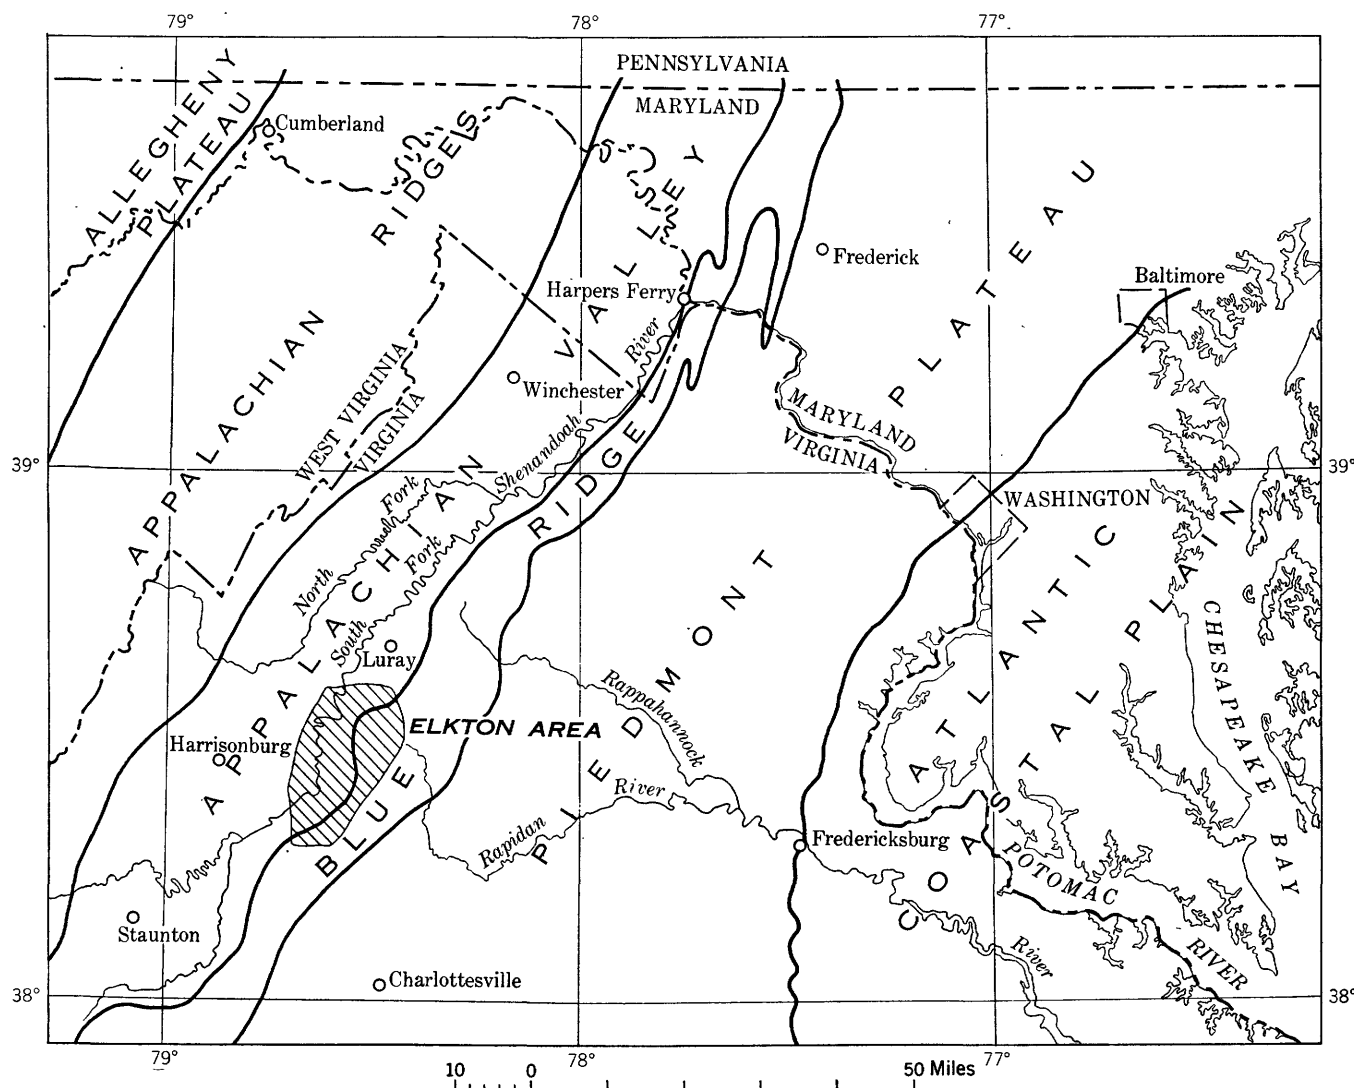 79° 78° 77°
PENNSYLVANIA
MARYLAND
ALLEGHENY
PLATEAU
Cumberland
APPALACHIAN RIDGES
Frederick
Baltimore
Harpers Ferry
Winchester
WEST VIRGINIA
VIRGINIA
Shenandoah River
MARYLAND
VIRGINIA
39° 39°
WASHINGTON
North Fork
South Fork
APPALACHIAN VALLEY
BLUE RIDGE
PIEDMONT PLATEAU
ATLANTIC
COASTAL PLAIN
CHESAPEAKE BAY
Luray
Harrisonburg
ELKTON AREA
Rappahannock
River
Rapidan River
Fredericksburg
POTOMAC RIVER
Staunton
Charlottesville
38° 38°
79° 78° 77°
10 0 50 Miles